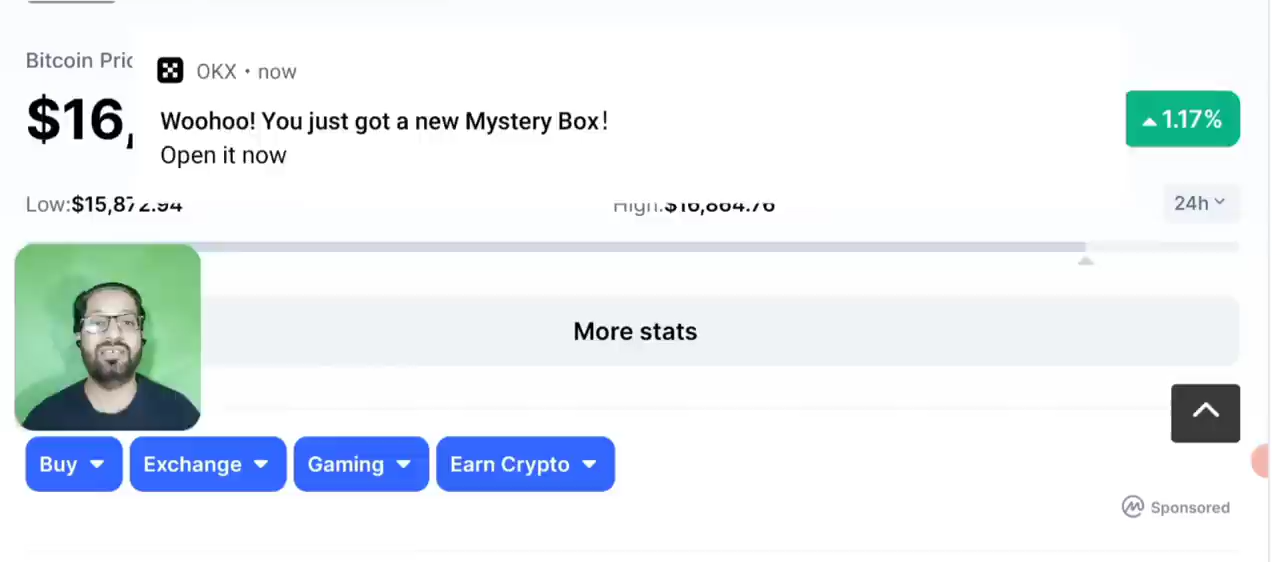 Bitcoin Pric
OKX • now
$16,
Woohoo! You just got a new Mystery Box!
Open it now
1.17%
Low:$15,872.94
High:$16,864.76
24h
More stats
Buy
Exchange
Gaming
Earn Crypto
Sponsored